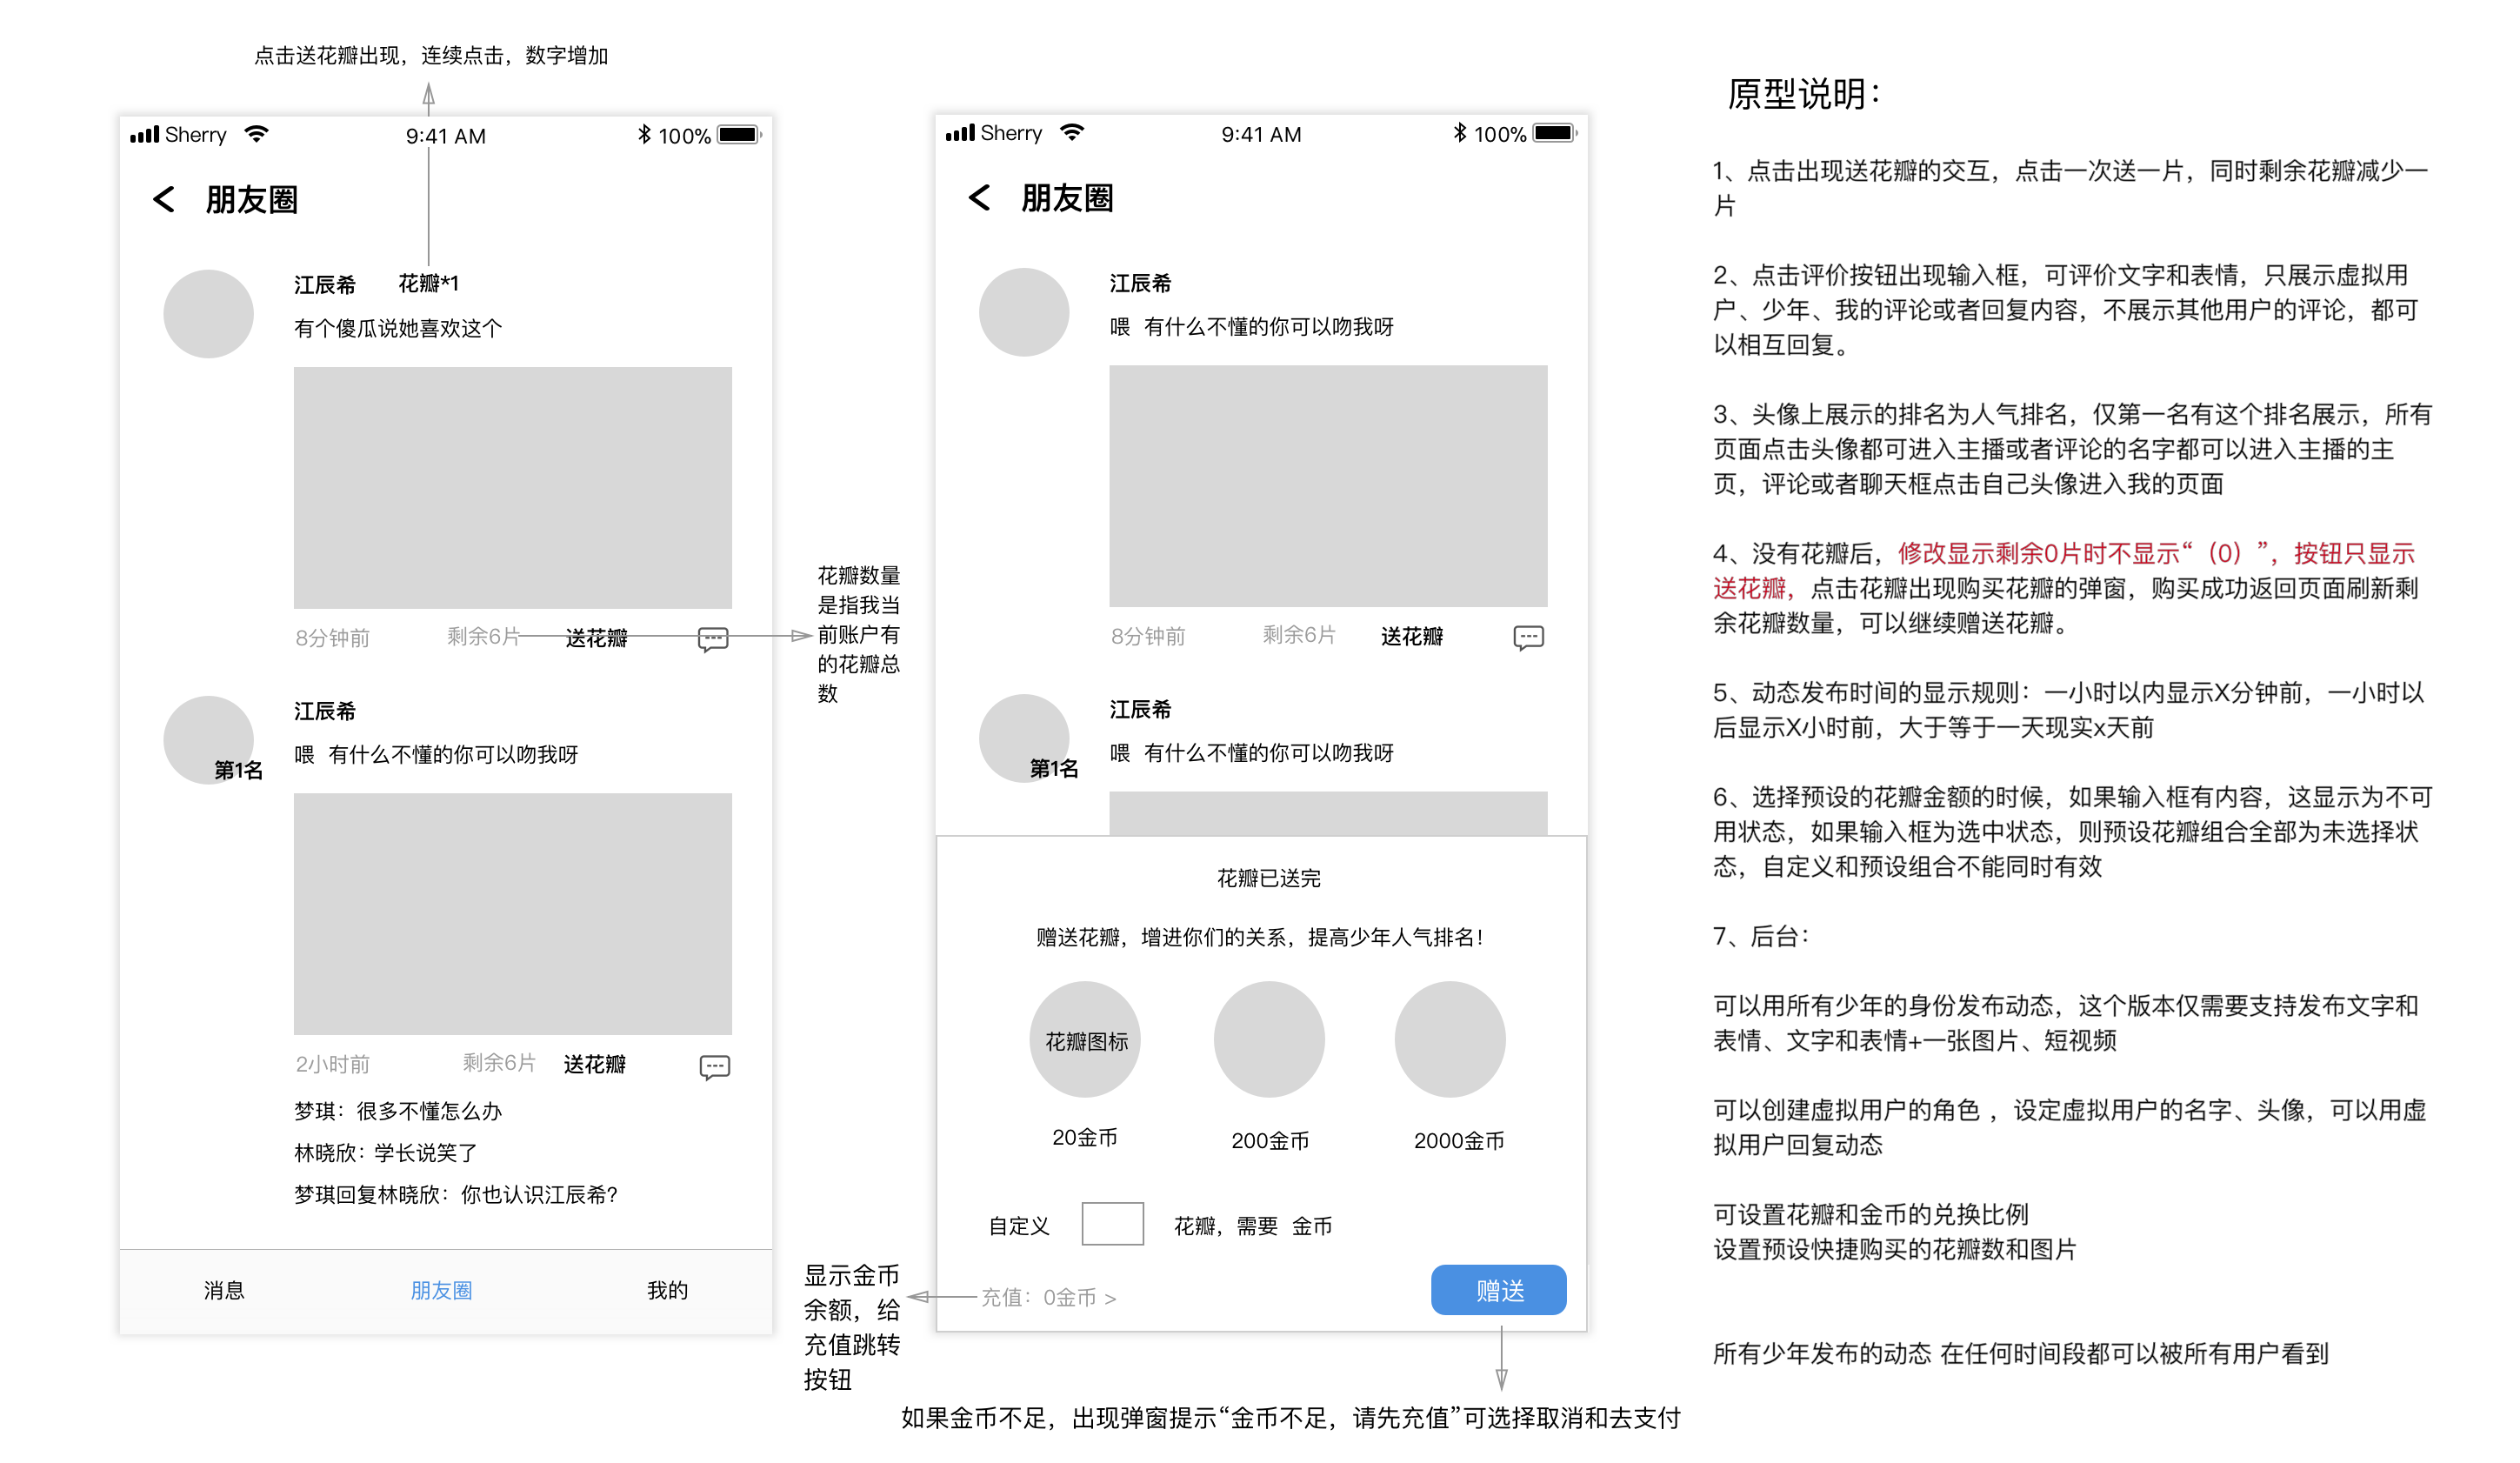 点击送花瓣出现，连续点击，数字增加
Sherry
9:41 AM
100%
朋友圈
江辰希
花瓣*1
有个傻瓜说她喜欢这个
8分钟前
剩余6片
送花瓣
江辰希
第1名
喂 有什么不懂的你可以吻我呀
2小时前
剩余6片
送花瓣
梦琪：很多不懂怎么办
林晓欣：学长说笑了
梦琪回复林晓欣：你也认识江辰希?
消息
朋友圈
我的
花瓣数量
是指我当
前账户有
的花瓣总
数
显示金币
余额，给
充值跳转
按钮
Sherry
9:41 AM
100%
朋友圈
江辰希
喂 有什么不懂的你可以吻我呀
8分钟前
剩余6片
送花瓣
江辰希
第1名
喂 有什么不懂的你可以吻我呀
花瓣已送完
赠送花瓣，增进你们的关系，提高少年人气排名！
花瓣图标
20金币
200金币
2000金币
自定义
花瓣，需要 金币
充值：0金币 >
赠送
如果金币不足，出现弹窗提示“金币不足，请先充值”可选择取消和去支付
原型说明：
1、点击出现送花瓣的交互，点击一次送一片，同时剩余花瓣减少一
片
2、点击评价按钮出现输入框，可评价文字和表情，只展示虚拟用
户、少年、我的评论或者回复内容，不展示其他用户的评论，都可
以相互回复。
3、头像上展示的排名为人气排名，仅第一名有这个排名展示，所有
页面点击头像都可进入主播或者评论的名字都可以进入主播的主
页，评论或者聊天框点击自己头像进入我的页面
4、没有花瓣后，修改显示剩余0片时不显示“（0）”，按钮只显示
送花瓣，点击花瓣出现购买花瓣的弹窗，购买成功返回页面刷新剩
余花瓣数量，可以继续赠送花瓣。
5、动态发布时间的显示规则：一小时以内显示X分钟前，一小时以
后显示X小时前，大于等于一天现实x天前
6、选择预设的花瓣金额的时候，如果输入框有内容，这显示为不可
用状态，如果输入框为选中状态，则预设花瓣组合全部为未选择状
态，自定义和预设组合不能同时有效
7、后台：
可以用所有少年的身份发布动态，这个版本仅需要支持发布文字和
表情、文字和表情+一张图片、短视频
可以创建虚拟用户的角色 ，设定虚拟用户的名字、头像，可以用虚
拟用户回复动态
可设置花瓣和金币的兑换比例
设置预设快捷购买的花瓣数和图片
所有少年发布的动态 在任何时间段都可以被所有用户看到